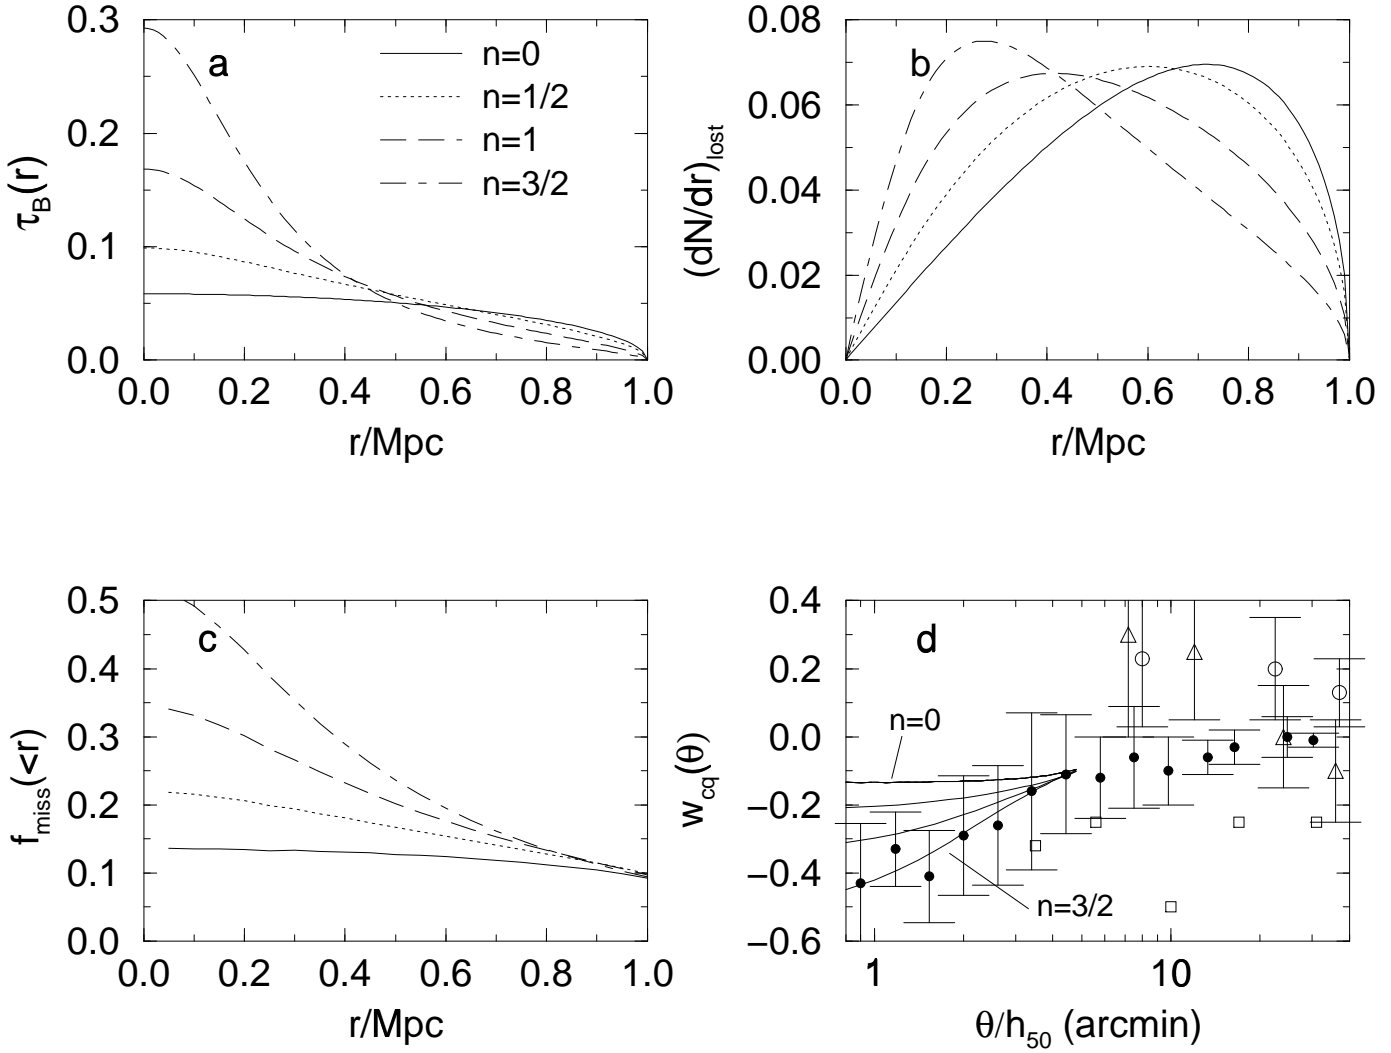 0.3
0.2
0.1
0.0
τB(r)
a
n=0
n=1/2
n=1
n=3/2
0.0 0.2 0.4 0.6 0.8 1.0
r/Mpc
0.08
0.06
0.04
0.02
0.00
(dN/dr)lost
b
0.0 0.2 0.4 0.6 0.8 1.0
r/Mpc
0.5
0.4
0.3
0.2
0.1
0.0
fmiss(<r)
c
0.0 0.2 0.4 0.6 0.8 1.0
r/Mpc
0.4
0.2
0.0
−0.2
−0.4
−0.6
wcq(θ)
d
n=0
n=3/2
1 10
θ/h50 (arcmin)